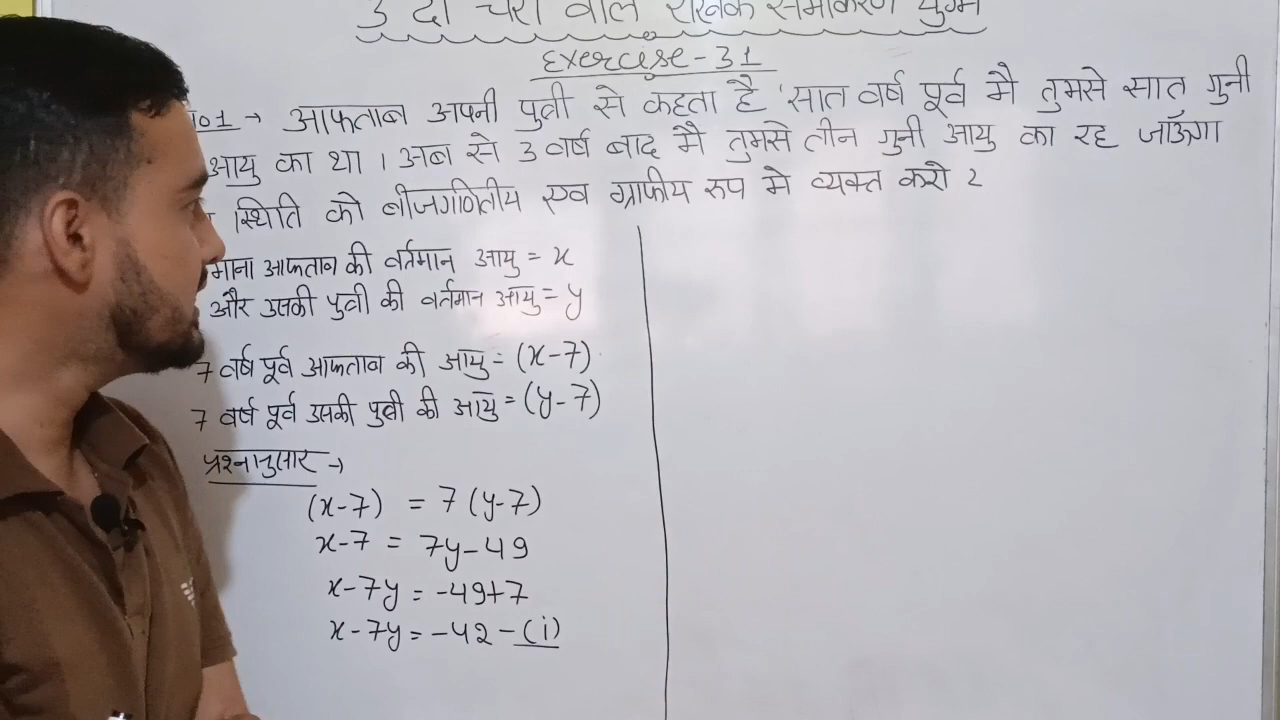 3 दो चरों वाले रैखिक समीकरण युग्म
Exercise-3.1
No1 → आफताब अपनी पुत्री से कहता है 'सात वर्ष पूर्व मै तुमसे सात गुनी
आयु का था । अब से 3 वर्ष बाद मै तुमसे तीन गुनी आयु का रह जाऊँगा
स्थिति को बीजगणितीय एव ग्राफीय रूप मे व्यक्त करो ?
माना आफताब की वर्तमान आयु = x
और उसकी पुत्री की वर्तमान आयु = y
7 वर्ष पूर्व आफताब की आयु = (x-7)
7 वर्ष पूर्व उसकी पुत्री की आयु = (y-7)
प्रश्नानुसार →
(x-7) = 7 (y-7)
x-7 = 7y-49
x-7y = -49+7
x-7y = -42 - (i)